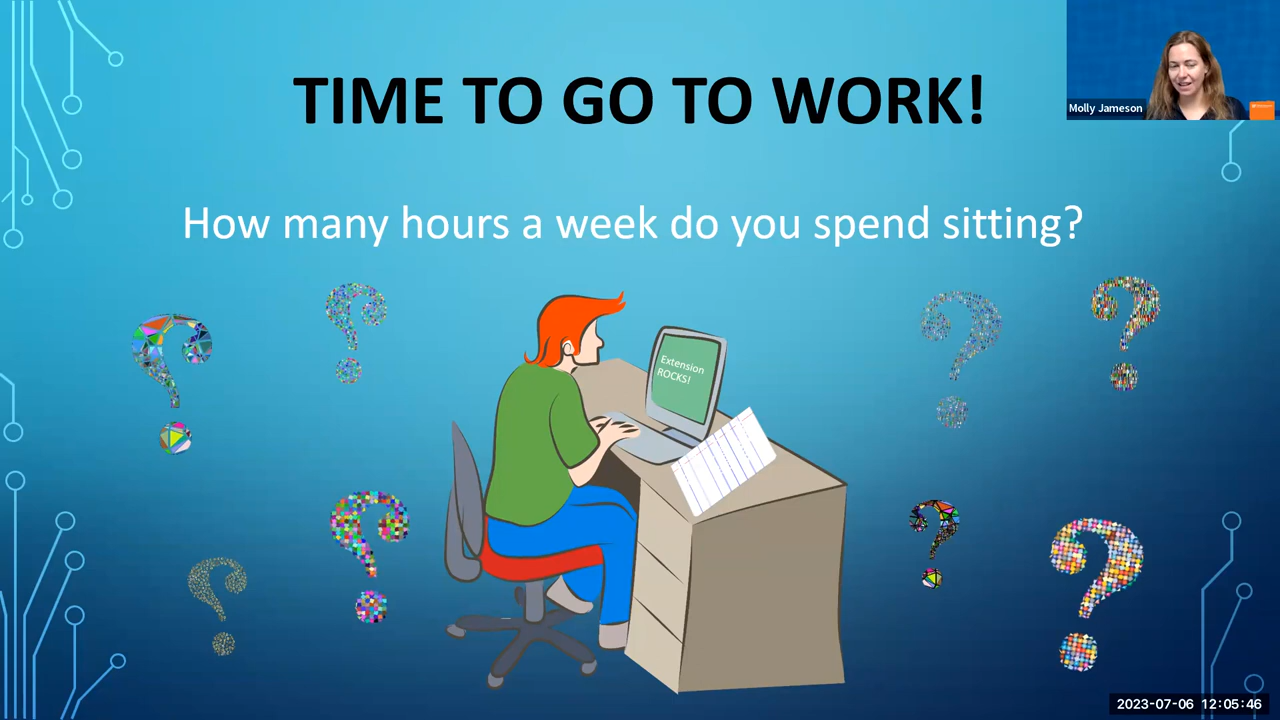 TIME TO GO TO WORK!
Molly Jameson
How many hours a week do you spend sitting?
Extension
ROCKS!
2023-07-06 12:05:46